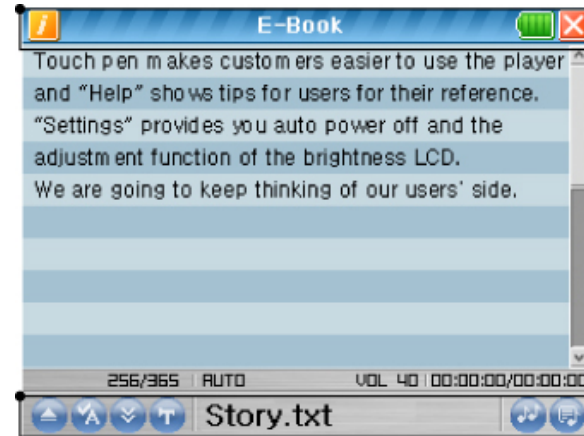 E-Book
Touch pen makes customers easier to use the player
and “Help” shows tips for users for their reference.
“Settings” provides you auto power off and the
adjustment function of the brightness LCD.
We are going to keep thinking of our users' side.
256/365 AUTO VOL 40 00:00:00/00:00:00
Story.txt